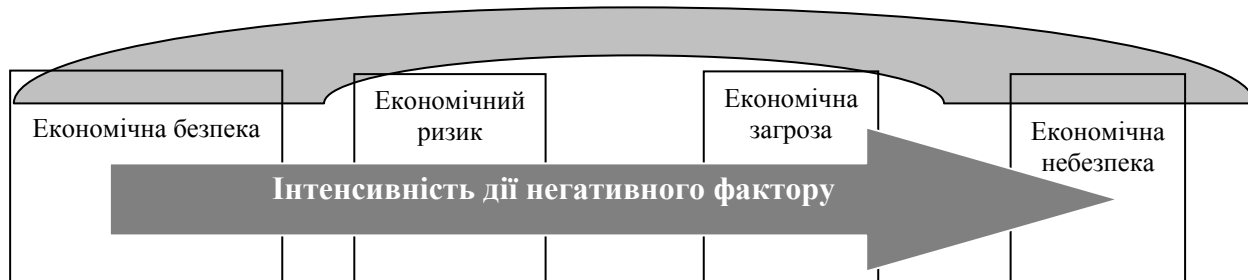 Економічна безпека
Економічний
ризик
Економічна
загроза
Економічна
небезпека
Інтенсивність дії негативного фактору